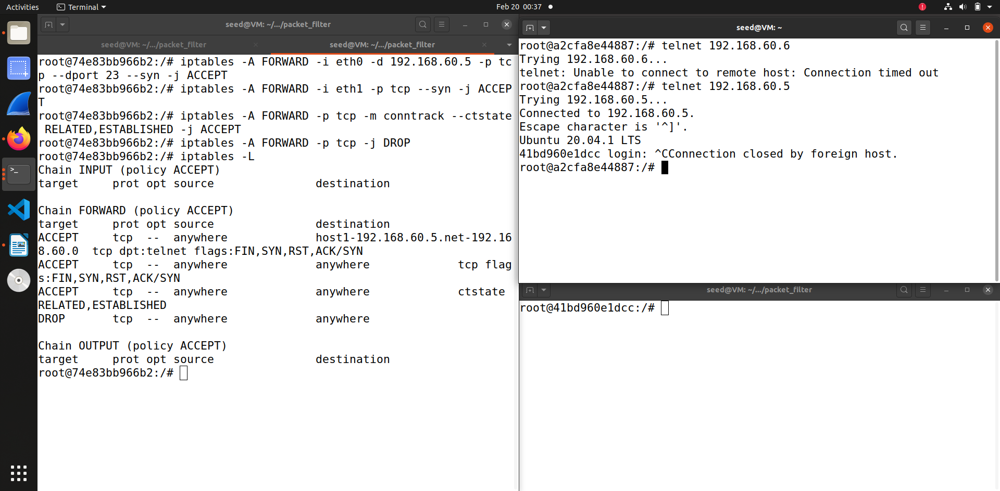 Activities
Terminal
Feb 20 00:37
seed@VM: ~/.../packet_filter
seed@VM: ~/.../packet_filter
seed@VM: ~/.../packet_filter
root@74e83bb966b2:/# iptables -A FORWARD -i eth0 -d 192.168.60.5 -p tc
p --dport 23 --syn -j ACCEPT
root@74e83bb966b2:/# iptables -A FORWARD -i eth1 -p tcp --syn -j ACCEP
T
root@74e83bb966b2:/# iptables -A FORWARD -p tcp -m conntrack --ctstate
 RELATED,ESTABLISHED -j ACCEPT
root@74e83bb966b2:/# iptables -A FORWARD -p tcp -j DROP
root@74e83bb966b2:/# iptables -L
Chain INPUT (policy ACCEPT)
target     prot opt source               destination
Chain FORWARD (policy ACCEPT)
target     prot opt source               destination
ACCEPT     tcp  --  anywhere             host1-192.168.60.5.net-192.16
8.60.0  tcp dpt:telnet flags:FIN,SYN,RST,ACK/SYN
ACCEPT     tcp  --  anywhere             anywhere             tcp flag
s:FIN,SYN,RST,ACK/SYN
ACCEPT     tcp  --  anywhere             anywhere             ctstate
RELATED,ESTABLISHED
DROP       tcp  --  anywhere             anywhere
Chain OUTPUT (policy ACCEPT)
target     prot opt source               destination
root@74e83bb966b2:/#
seed@VM: ~
root@a2cfa8e44887:/# telnet 192.168.60.6
Trying 192.168.60.6...
telnet: Unable to connect to remote host: Connection timed out
root@a2cfa8e44887:/# telnet 192.168.60.5
Trying 192.168.60.5...
Connected to 192.168.60.5.
Escape character is '^]'.
Ubuntu 20.04.1 LTS
41bd960e1dcc login: ^CConnection closed by foreign host.
root@a2cfa8e44887:/#
seed@VM: ~/.../packet_filter
root@41bd960e1dcc:/#